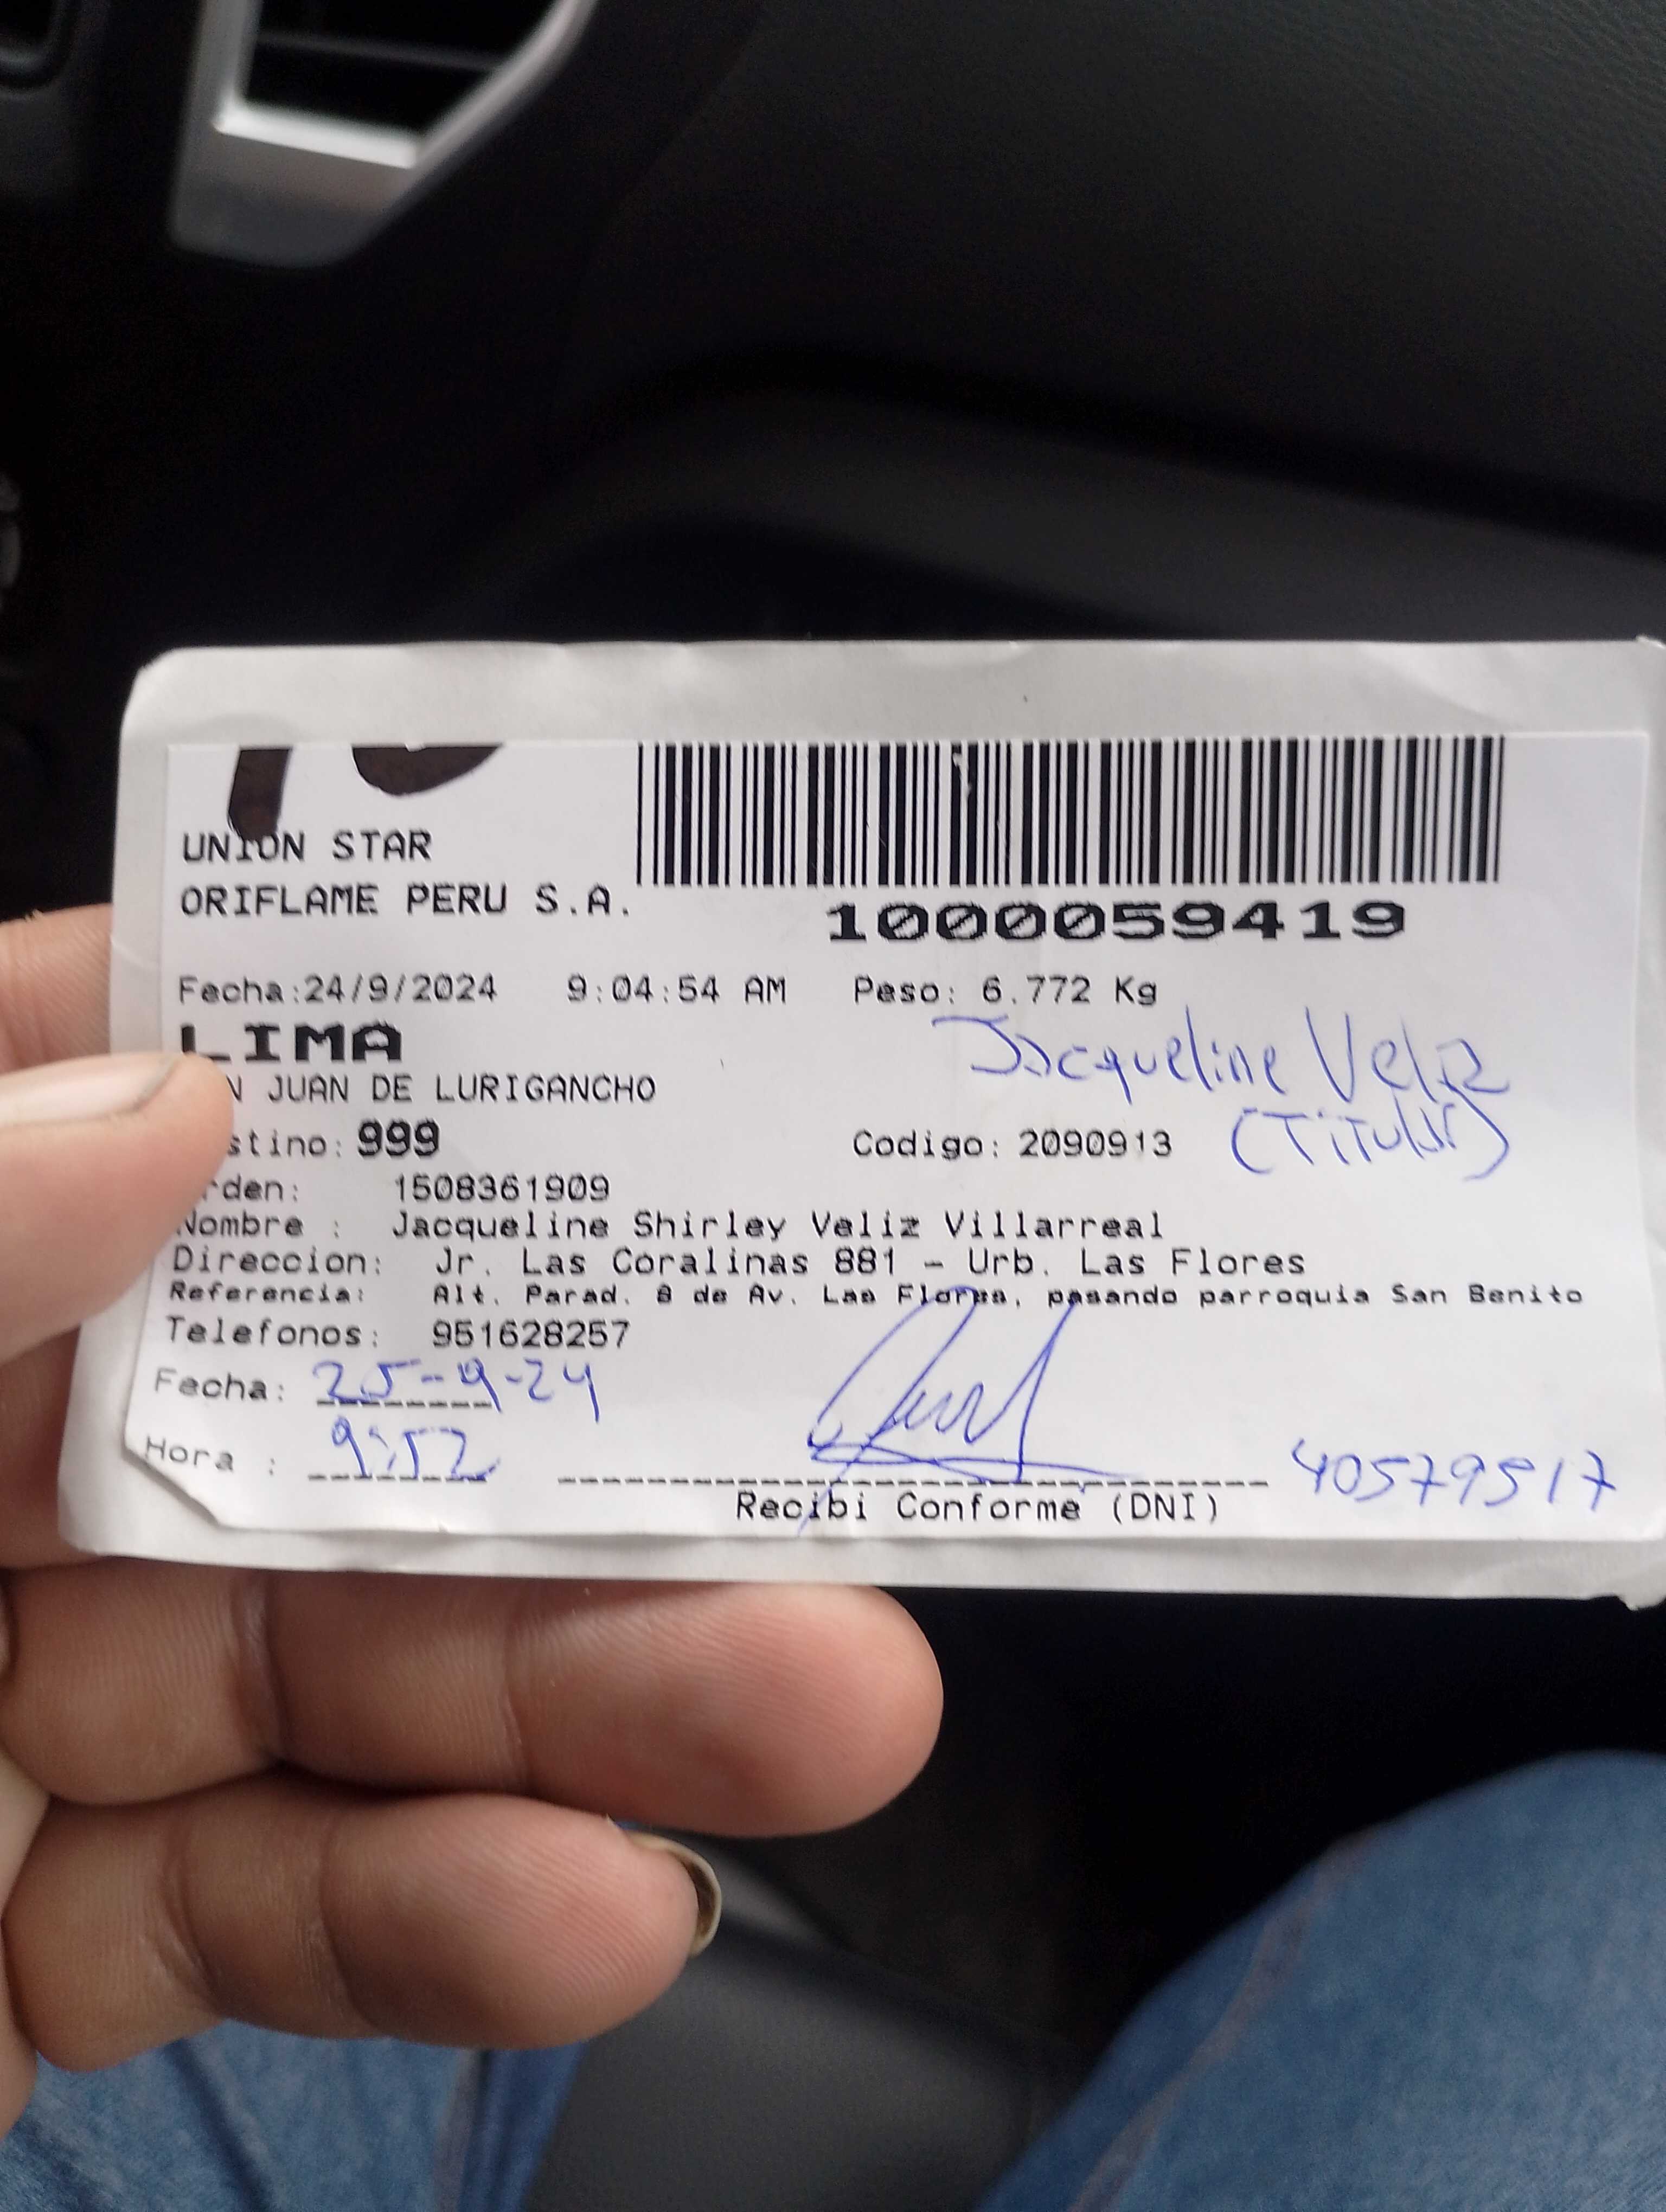 UNION STAR
ORIFLAME PERU S.A.
1000059419
Fecha:24/9/2024 9:04:54 AM Peso: 6.772 Kg
LIMA
Jacqueline Veliz
N JUAN DE LURIGANCHO
(Titular)
stino: 999 Codigo: 2090913
rden: 1508361909
Nombre : Jacqueline Shirley Veliz Villarreal
Direccion: Jr. Las Coralinas 881 - Urb. Las Flores
Referencia: Alt. Parad. 8 de Av. Las Flores, pasando parroquia San Benito
Telefonos: 951628257
Fecha: 25-9-24
Hora : 9:52
40579517
Recibi Conforme (DNI)